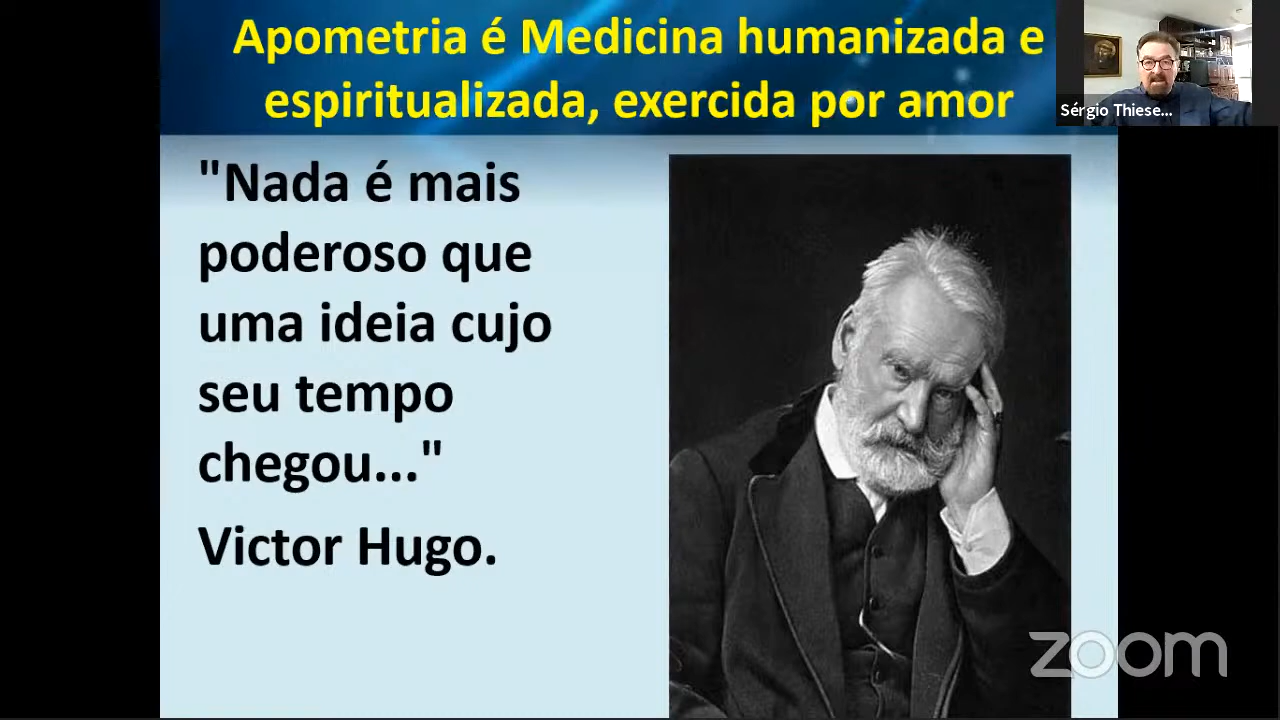 Apometria é Medicina humanizada e
espiritualizada, exercida por amor
Sérgio Thiese...
"Nada é mais
poderoso que
uma ideia cujo
seu tempo
chegou..."
Victor Hugo.
zoom